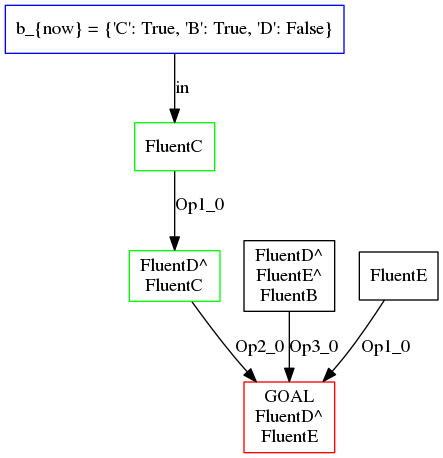 b_{now} = {'C': True, 'B': True, 'D': False}
in
FluentC
Op1_0
FluentD^
FluentC
FluentD^
FluentE^
FluentB
FluentE
Op2_0
Op3_0
Op1_0
GOAL
FluentD^
FluentE